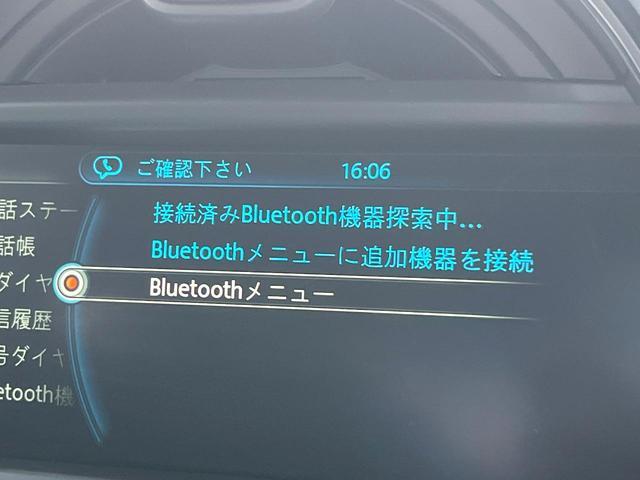 ご確認下さい 16:06
接続済みBluetooth機器探索中...
Bluetoothメニューに追加機器を接続
Bluetoothメニュー
話ステー
話帳
ダイヤ
信履歴
号ダイヤ
etooth機